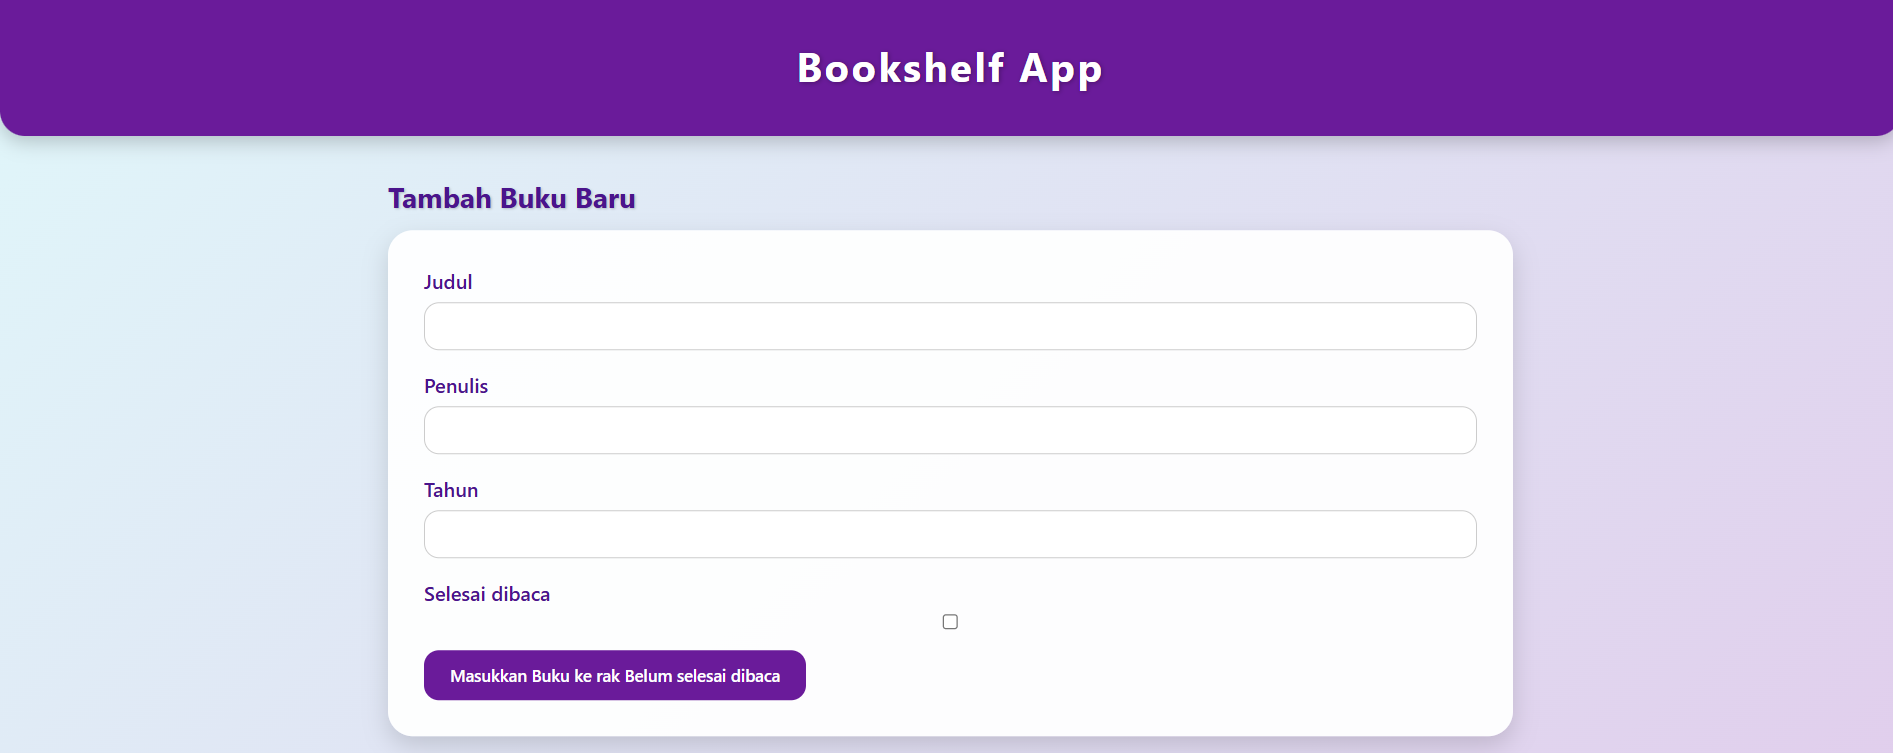 Bookshelf App
Tambah Buku Baru
Judul
Penulis
Tahun
Selesai dibaca
Masukkan Buku ke rak Belum selesai dibaca